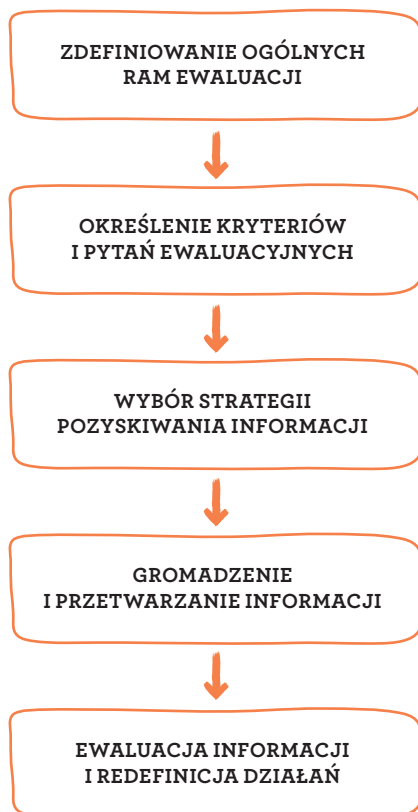 ZDEFINIOWANIE OGÓLNYCH
RAM EWALUACJI
OKREŚLENIE KRYTERIÓW
I PYTAŃ EWALUACYJNYCH
WYBÓR STRATEGII
POZYSKIWANIA INFORMACJI
GROMADZENIE
I PRZETWARZANIE INFORMACJI
EWALUACJA INFORMACJI
I REDEFINICJA DZIAŁAŃ